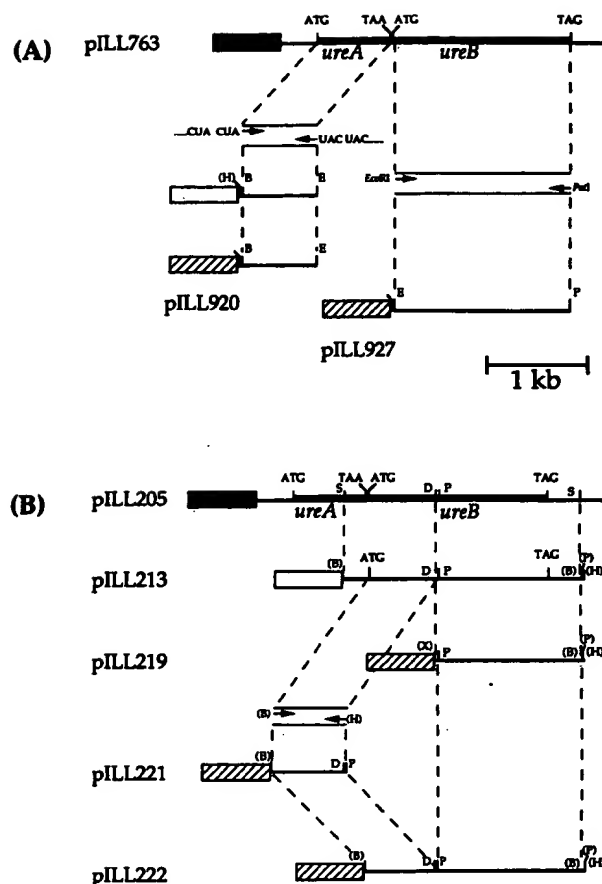 (A) pILL763 ATG TAA ATG TAG
ureA ureB
....CUA CUA UAC UAC.....
(H) B E EcoRI PstI
B E
pILL920 E P
pILL927
1 kb
(B) pILL205 ATG S TAA ATG D P TAG S
ureA ureB
pILL213 (B) ATG D P TAG (B) (P) (H)
pILL219 (X) P (B) (P) (H)
(B) (H)
pILL221 (B) D P
pILL222 (B) D P (B) (P) (H)